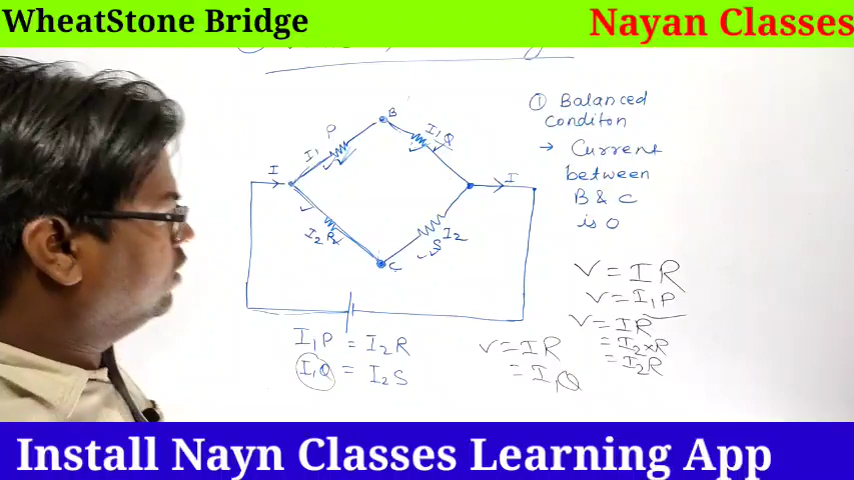 WheatStone Bridge
Nayan Classes
B
P
I₁
I₁ Q
I
I
I₂ R
S I₂
C
① Balanced
Conditon
→ Current
between
B & C
is 0
V = IR
V = I₁P
V = IR
= I₂×R
= I₂R
I₁P = I₂R
I₁Q = I₂S
V = IR
= I₁Q
Install Nayn Classes Learning App